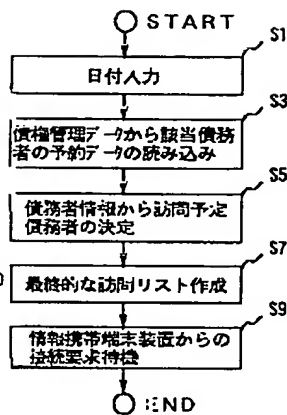 START
S1
日付入力
S3
債権管理データから該当債務
者の予約データの読み込み
S5
債務者情報から訪問予定
債務者の決定
S7
最終的な訪問リスト作成
S9
情報携帯端末装置からの
接続要求待機
END